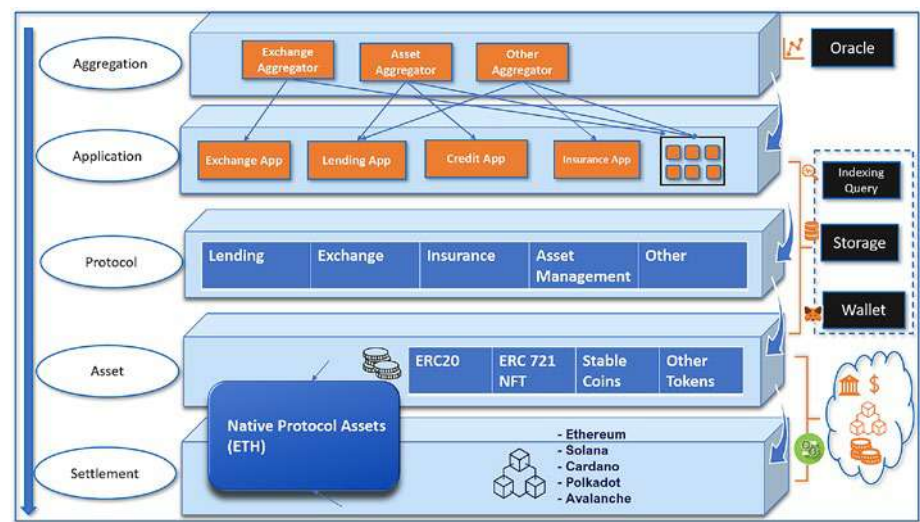 Aggregation
Exchange
Aggregator
Asset
Aggregator
Other
Aggregator
Oracle
Application
Exchange App
Lending App
Credit App
Insurance App
Indexing
Query
Protocol
Lending
Exchange
Insurance
Asset
Management
Other
Storage
Wallet
Asset
ERC20
ERC 721
NFT
Stable
Coins
Other
Tokens
Native Protocol Assets
(ETH)
Settlement
- Ethereum
- Solana
- Cardano
- Polkadot
- Avalanche
$